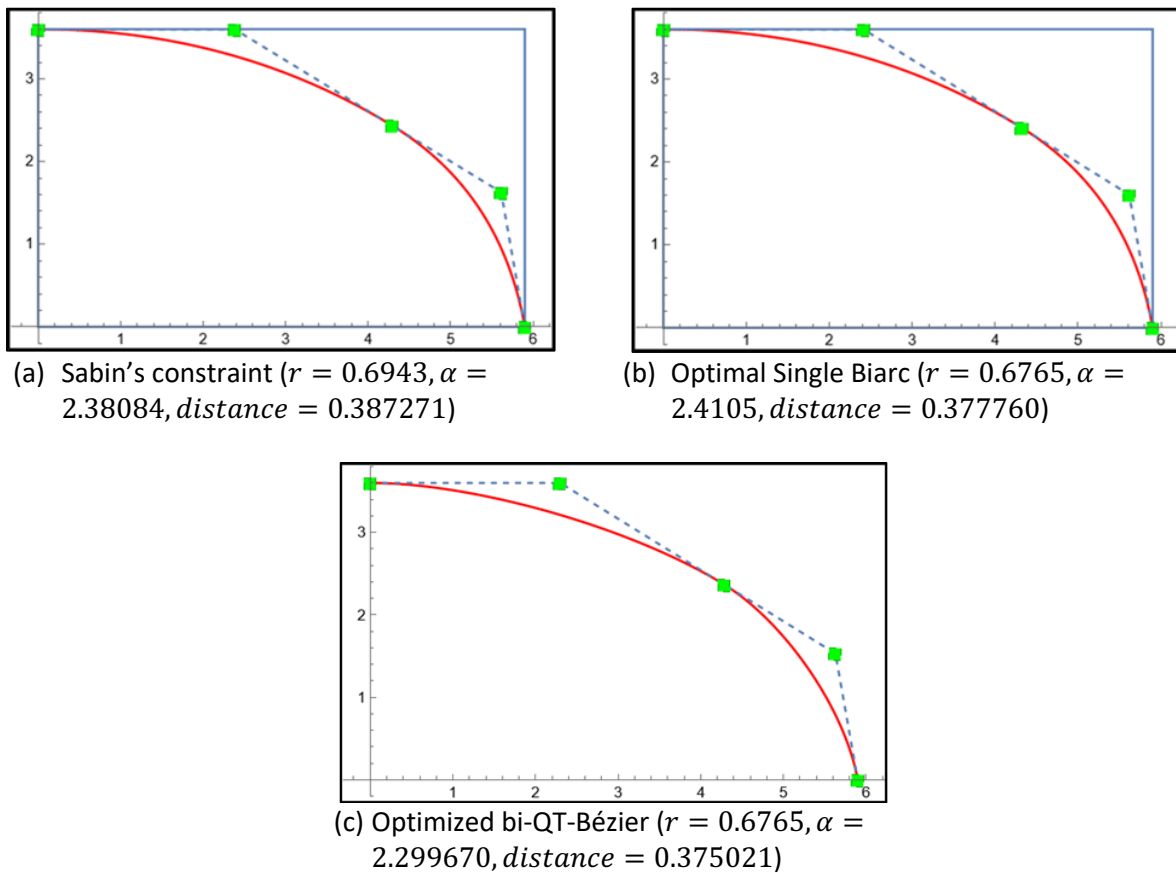 3
2
1
1 2 3 4 5 6
(a) Sabin's constraint (𝑟 = 0.6943, 𝛼 =
2.38084, 𝑑𝑖𝑠𝑡𝑎𝑛𝑐𝑒 = 0.387271)
3
2
1
1 2 3 4 5 6
(b) Optimal Single Biarc (𝑟 = 0.6765, 𝛼 =
2.4105, 𝑑𝑖𝑠𝑡𝑎𝑛𝑐𝑒 = 0.377760)
3
2
1
1 2 3 4 5 6
(c) Optimized bi-QT-Bézier (𝑟 = 0.6765, 𝛼 =
2.299670, 𝑑𝑖𝑠𝑡𝑎𝑛𝑐𝑒 = 0.375021)